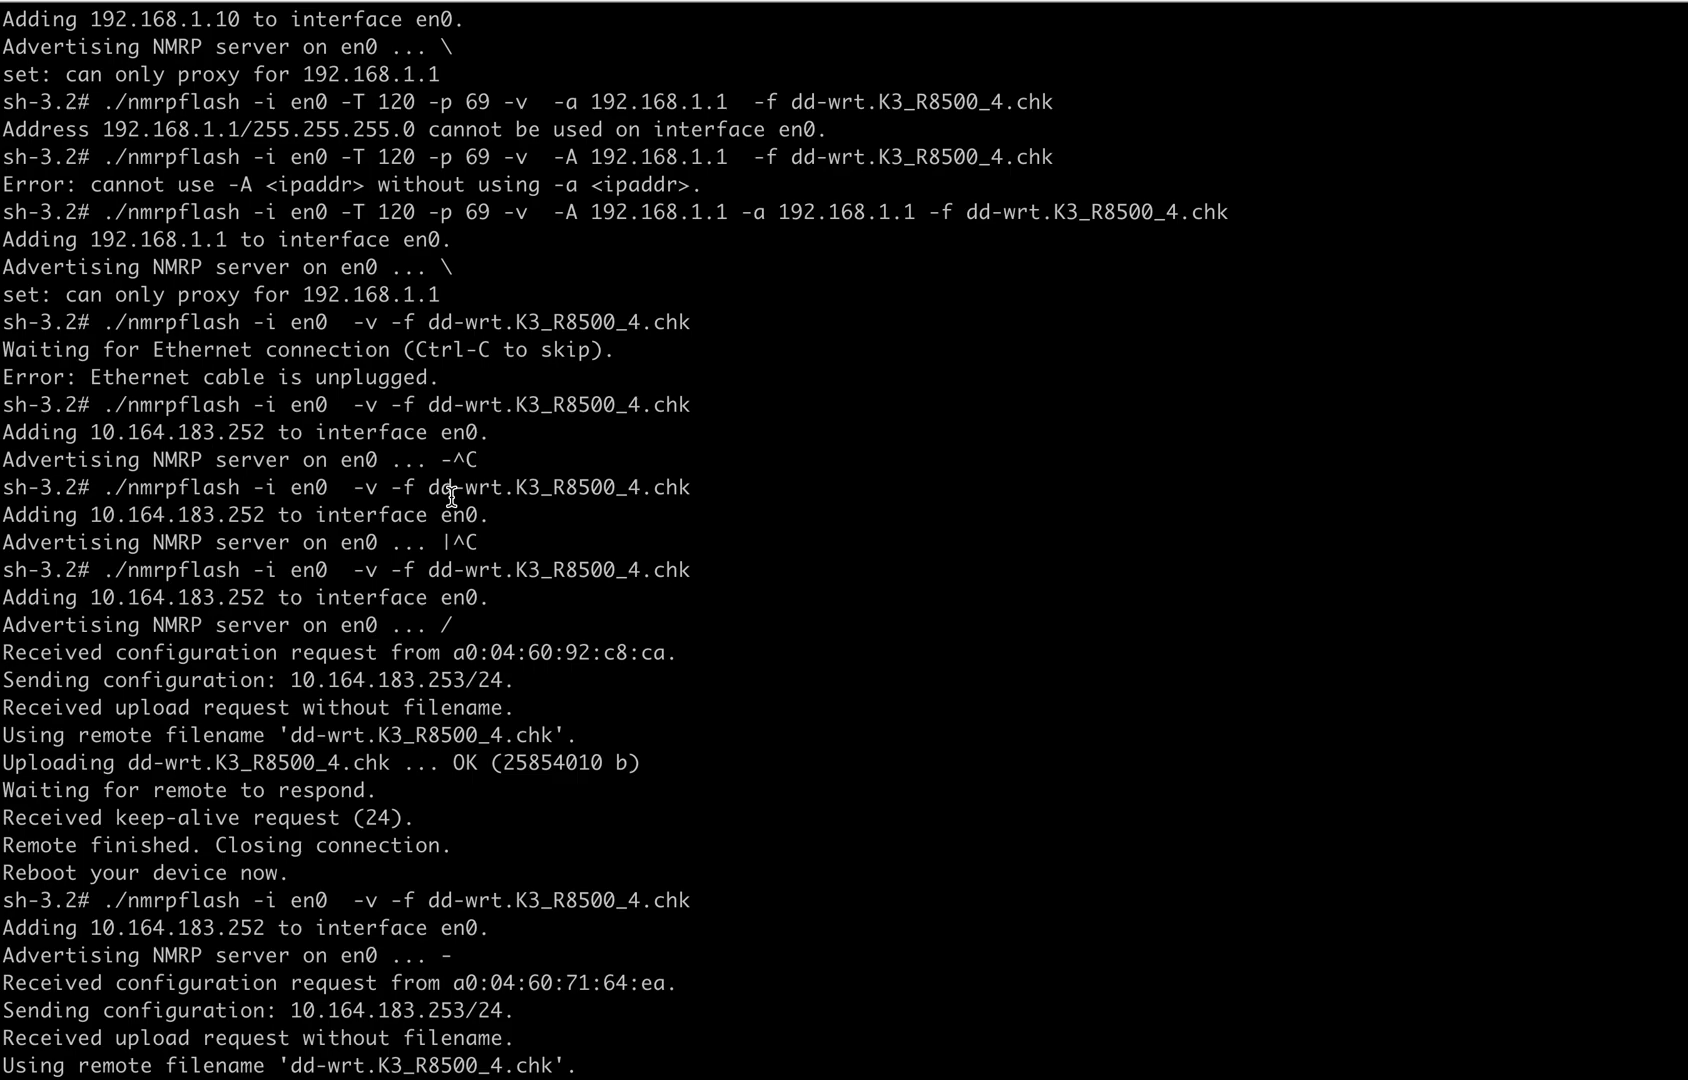 Adding 192.168.1.10 to interface en0.
Advertising NMRP server on en0 ... \
set: can only proxy for 192.168.1.1
sh-3.2# ./nmrpflash -i en0 -T 120 -p 69 -v  -a 192.168.1.1  -f dd-wrt.K3_R8500_4.chk
Address 192.168.1.1/255.255.255.0 cannot be used on interface en0.
sh-3.2# ./nmrpflash -i en0 -T 120 -p 69 -v  -A 192.168.1.1  -f dd-wrt.K3_R8500_4.chk
Error: cannot use -A <ipaddr> without using -a <ipaddr>.
sh-3.2# ./nmrpflash -i en0 -T 120 -p 69 -v  -A 192.168.1.1 -a 192.168.1.1 -f dd-wrt.K3_R8500_4.chk
Adding 192.168.1.1 to interface en0.
Advertising NMRP server on en0 ... \
set: can only proxy for 192.168.1.1
sh-3.2# ./nmrpflash -i en0  -v -f dd-wrt.K3_R8500_4.chk
Waiting for Ethernet connection (Ctrl-C to skip).
Error: Ethernet cable is unplugged.
sh-3.2# ./nmrpflash -i en0  -v -f dd-wrt.K3_R8500_4.chk
Adding 10.164.183.252 to interface en0.
Advertising NMRP server on en0 ... -^C
sh-3.2# ./nmrpflash -i en0  -v -f dd-wrt.K3_R8500_4.chk
Adding 10.164.183.252 to interface en0.
Advertising NMRP server on en0 ... |^C
sh-3.2# ./nmrpflash -i en0  -v -f dd-wrt.K3_R8500_4.chk
Adding 10.164.183.252 to interface en0.
Advertising NMRP server on en0 ... /
Received configuration request from a0:04:60:92:c8:ca.
Sending configuration: 10.164.183.253/24.
Received upload request without filename.
Using remote filename 'dd-wrt.K3_R8500_4.chk'.
Uploading dd-wrt.K3_R8500_4.chk ... OK (25854010 b)
Waiting for remote to respond.
Received keep-alive request (24).
Remote finished. Closing connection.
Reboot your device now.
sh-3.2# ./nmrpflash -i en0  -v -f dd-wrt.K3_R8500_4.chk
Adding 10.164.183.252 to interface en0.
Advertising NMRP server on en0 ... -
Received configuration request from a0:04:60:71:64:ea.
Sending configuration: 10.164.183.253/24.
Received upload request without filename.
Using remote filename 'dd-wrt.K3_R8500_4.chk'.